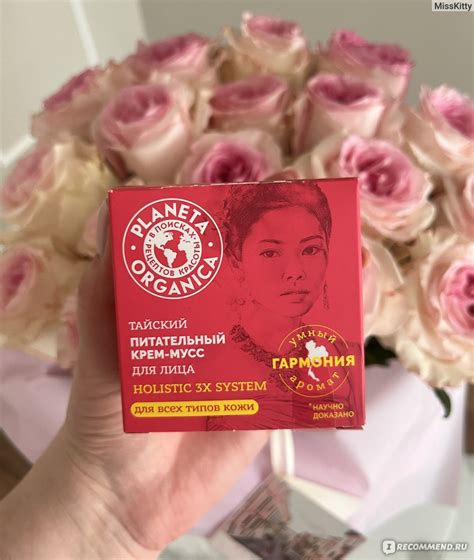 MissKitty
PLANETA
ORGANICA
В ПОИСКАХ
РЕЦЕПТОВ КРАСОТЫ
ТАЙСКИЙ
ПИТАТЕЛЬНЫЙ
КРЕМ-МУСС
ДЛЯ ЛИЦА
HOLISTIC 3X SYSTEM
для всех типов кожи
УМНЫЙ
ГАРМОНИЯ
аромат
*НАУЧНО
ДОКАЗАНО
IRECOMMEND.RU